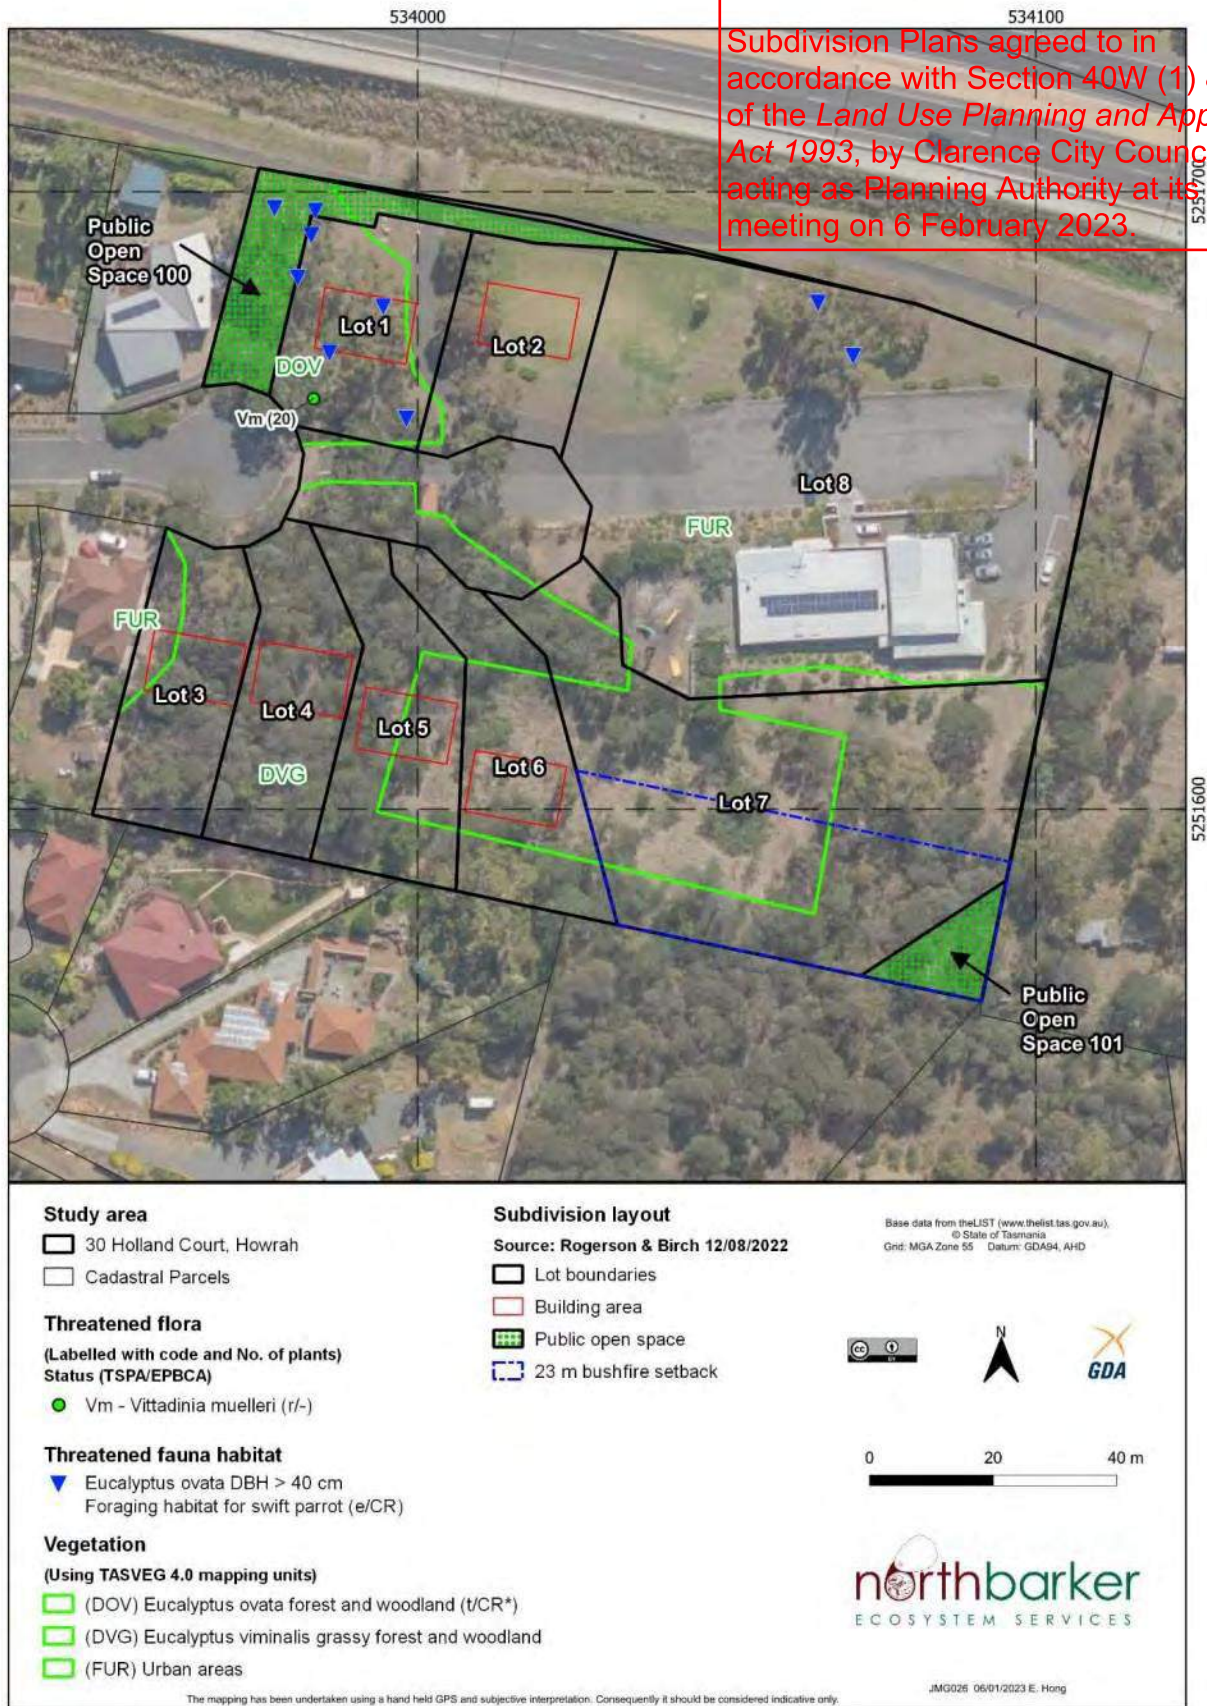 534000
534100
Subdivision Plans agreed to in
accordance with Section 40W (1)
of the Land Use Planning and
Act 1993, by Clarence City
acting as Planning Authority at its
meeting on 6 February 2023.
5251700
Public
Open
Space 100
Lot 1
Lot 2
DOV
Vm (20)
Lot 8
FUR
FUR
Lot 3
Lot 4
Lot 5
DVG
Lot 6
Lot 7
5251600
Public
Open
Space 101
Study area
30 Holland Court, Howrah
Cadastral Parcels
Threatened flora
(Labelled with code and No. of plants)
Status (TSPA/EPBCA)
Vm - Vittadinia muelleri (r/-)
Threatened fauna habitat
Eucalyptus ovata DBH > 40 cm
Foraging habitat for swift parrot (e/CR)
Vegetation
(Using TASVEG 4.0 mapping units)
(DOV) Eucalyptus ovata forest and woodland (t/CR*)
(DVG) Eucalyptus viminalis grassy forest and woodland
(FUR) Urban areas
Subdivision layout
Source: Rogerson & Birch 12/08/2022
Lot boundaries
Building area
Public open space
23 m bushfire setback
Base data from theLIST (www.thelist.tas.gov.au),
© State of Tasmania
Grid: MGA Zone 55 Datum: GDA94, AHD
cc
BY
N
GDA
0 20 40 m
northbarker
ECOSYSTEM SERVICES
JMG026 06/01/2023 E. Hong
The mapping has been undertaken using a hand held GPS and subjective interpretation. Consequently it should be considered indicative only.